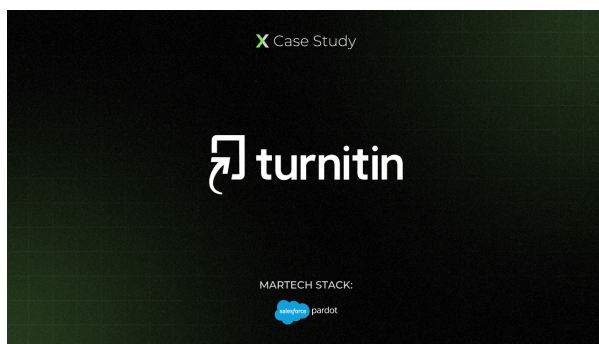 X Case Study
turnitin
MARTECH STACK:
salesforce pardot